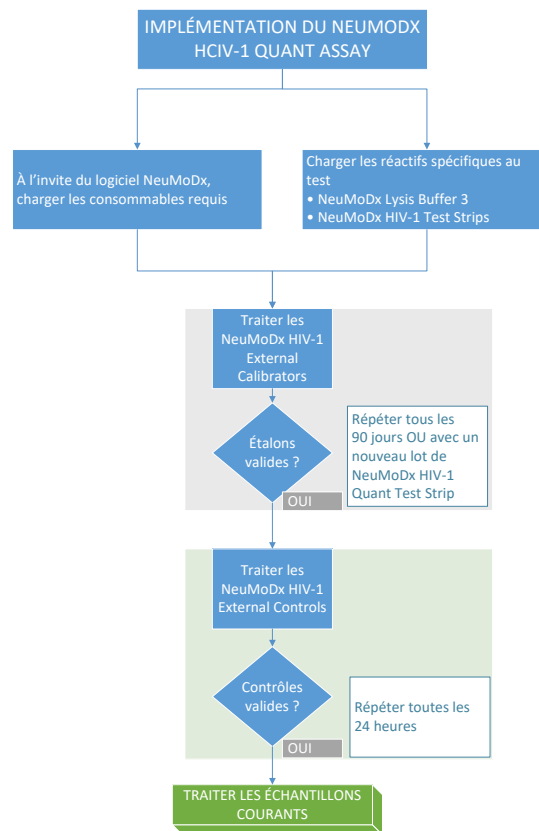 IMPLÉMENTATION DU NEUMODX
HCIV-1 QUANT ASSAY
À l’invite du logiciel NeuMoDx,
charger les consommables requis
Charger les réactifs spécifiques au
test
• NeuMoDx Lysis Buffer 3
• NeuMoDx HIV-1 Test Strips
Traiter les
NeuMoDx HIV-1
External
Calibrators
Étalons
valides ?
OUI
Répéter tous les
90 jours OU avec un
nouveau lot de
NeuMoDx HIV-1
Quant Test Strip
Traiter les
NeuMoDx HIV-1
External Controls
Contrôles
valides ?
OUI
Répéter toutes les
24 heures
TRAITER LES ÉCHANTILLONS
COURANTS